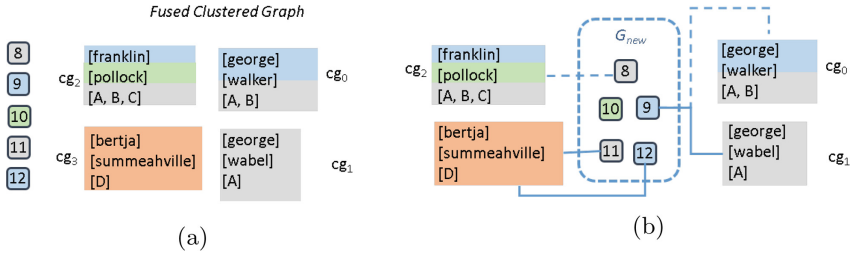 Fused Clustered Graph
8
9
10
11
12
cg2
[franklin]
[pollock]
[A, B, C]
[george]
[walker]
[A, B]
cg0
cg3
[bertja]
[summeahville]
[D]
[george]
[wabel]
[A]
cg1
(a)
Gnew
cg2
[franklin]
[pollock]
[A, B, C]
[bertja]
[summeahville]
[D]
8
10
9
11
12
[george]
[walker]
[A, B]
cg0
[george]
[wabel]
[A]
cg1
(b)